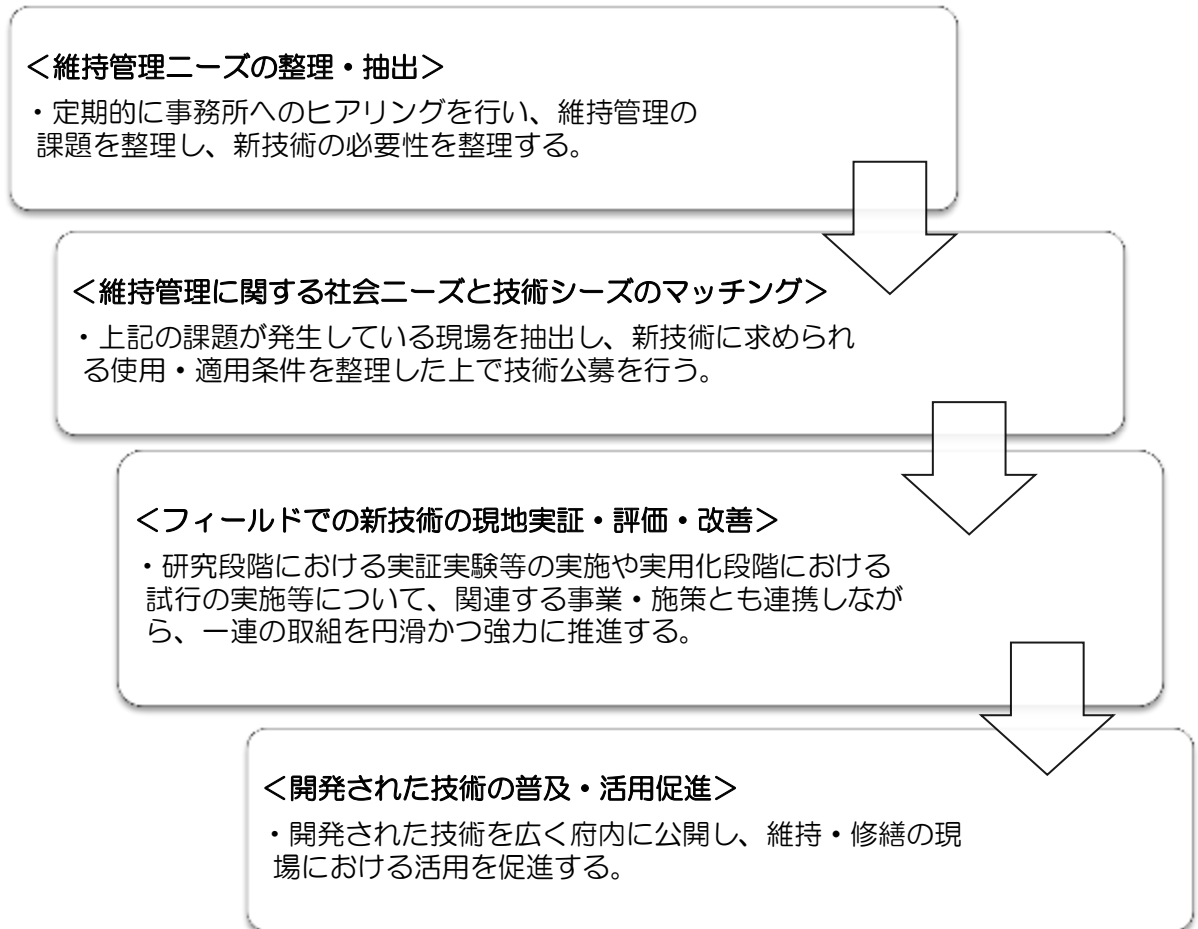 ＜維持管理ニーズの整理・抽出＞
・定期的に事務所へのヒアリングを行い、維持管理の
課題を整理し、新技術の必要性を整理する。
＜維持管理に関する社会ニーズと技術シーズのマッチング＞
・上記の課題が発生している現場を抽出し、新技術に求められ
る使用・適用条件を整理した上で技術公募を行う。
＜フィールドでの新技術の現地実証・評価・改善＞
・研究段階における実証実験等の実施や実用化段階における
試行の実施等について、関連する事業・施策とも連携しなが
ら、一連の取組を円滑かつ強力に推進する。
＜開発された技術の普及・活用促進＞
・開発された技術を広く府内に公開し、維持・修繕の現
場における活用を促進する。